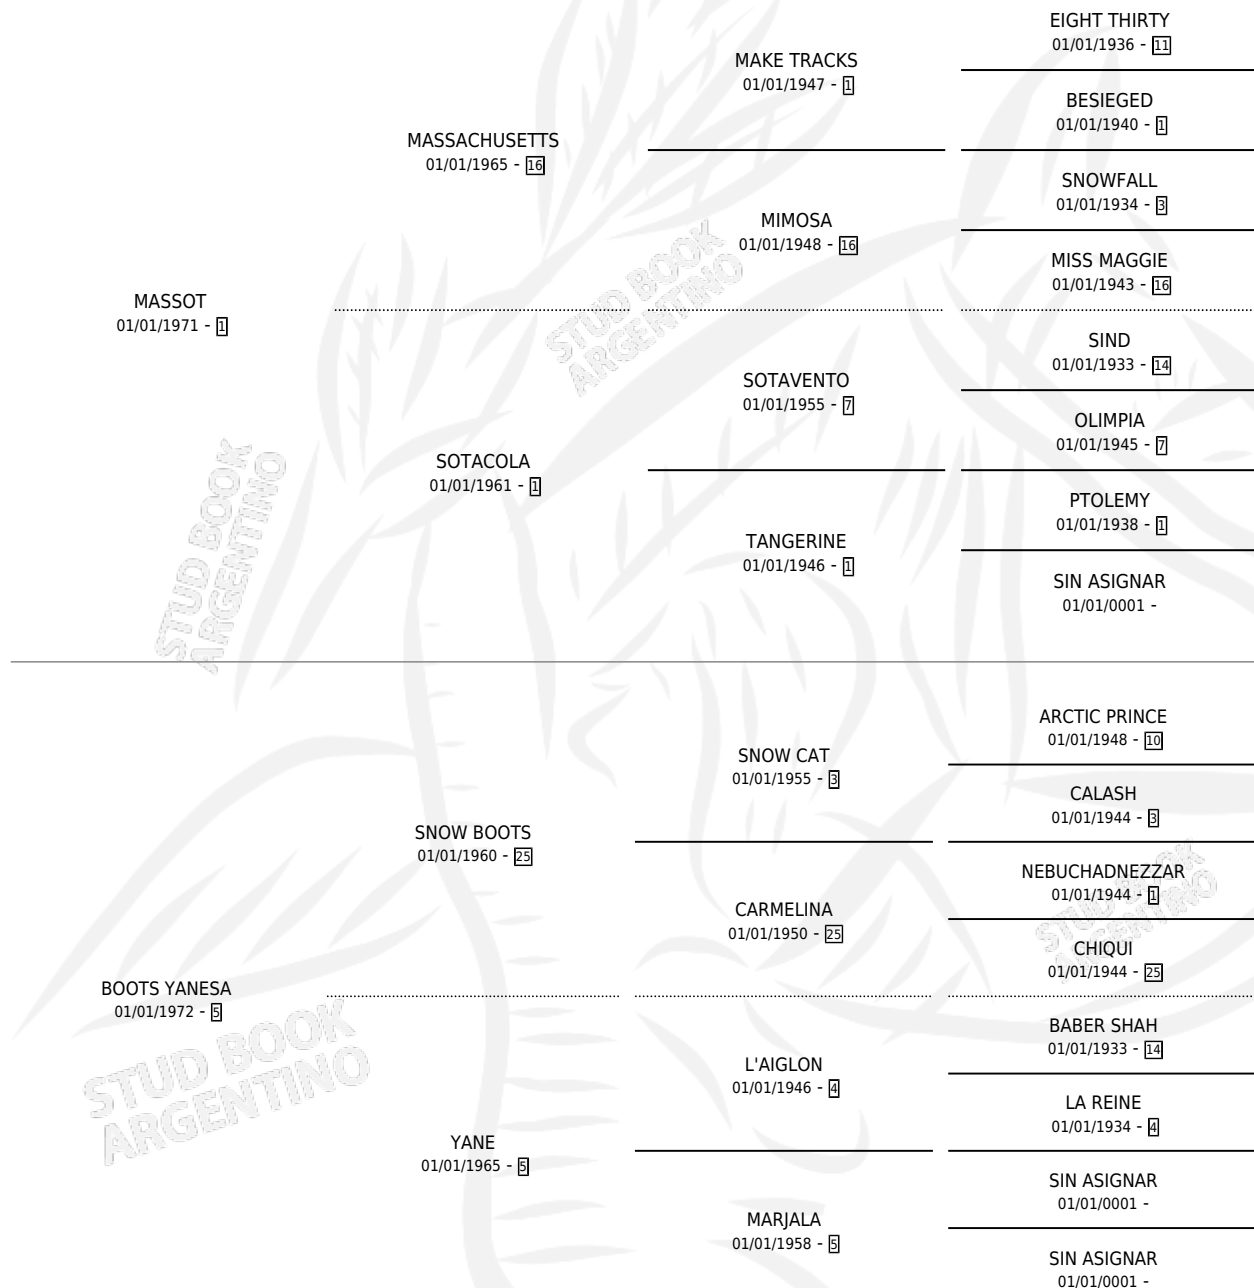 EIGHT THIRTY
01/01/1936 - 11
MAKE TRACKS
01/01/1947 - 1
BESIEGED
01/01/1940 - 1
MASSACHUSETTS
01/01/1965 - 16
SNOWFALL
01/01/1934 - 3
MIMOSA
01/01/1948 - 16
MISS MAGGIE
01/01/1943 - 16
MASSOT
01/01/1971 - 1
SIND
01/01/1933 - 14
SOTAVENTO
01/01/1955 - 7
OLIMPIA
01/01/1945 - 7
SOTACOLA
01/01/1961 - 1
PTOLEMY
01/01/1938 - 1
TANGERINE
01/01/1946 - 1
SIN ASIGNAR
01/01/0001 -
STUD BOOK
ARGENTINO
STUD BOOK
ARGENTINO
ARCTIC PRINCE
01/01/1948 - 10
SNOW CAT
01/01/1955 - 3
CALASH
01/01/1944 - 3
SNOW BOOTS
01/01/1960 - 25
NEBUCHADNEZZAR
01/01/1944 - 1
CARMELINA
01/01/1950 - 25
CHIQUI
01/01/1944 - 25
BOOTS YANESA
01/01/1972 - 5
BABER SHAH
01/01/1933 - 14
L'AIGLON
01/01/1946 - 4
LA REINE
01/01/1934 - 4
YANE
01/01/1965 - 5
SIN ASIGNAR
01/01/0001 -
MARJALA
01/01/1958 - 5
SIN ASIGNAR
01/01/0001 -
STUD BOOK
ARGENTINO
STUD BOOK
ARGENTINO